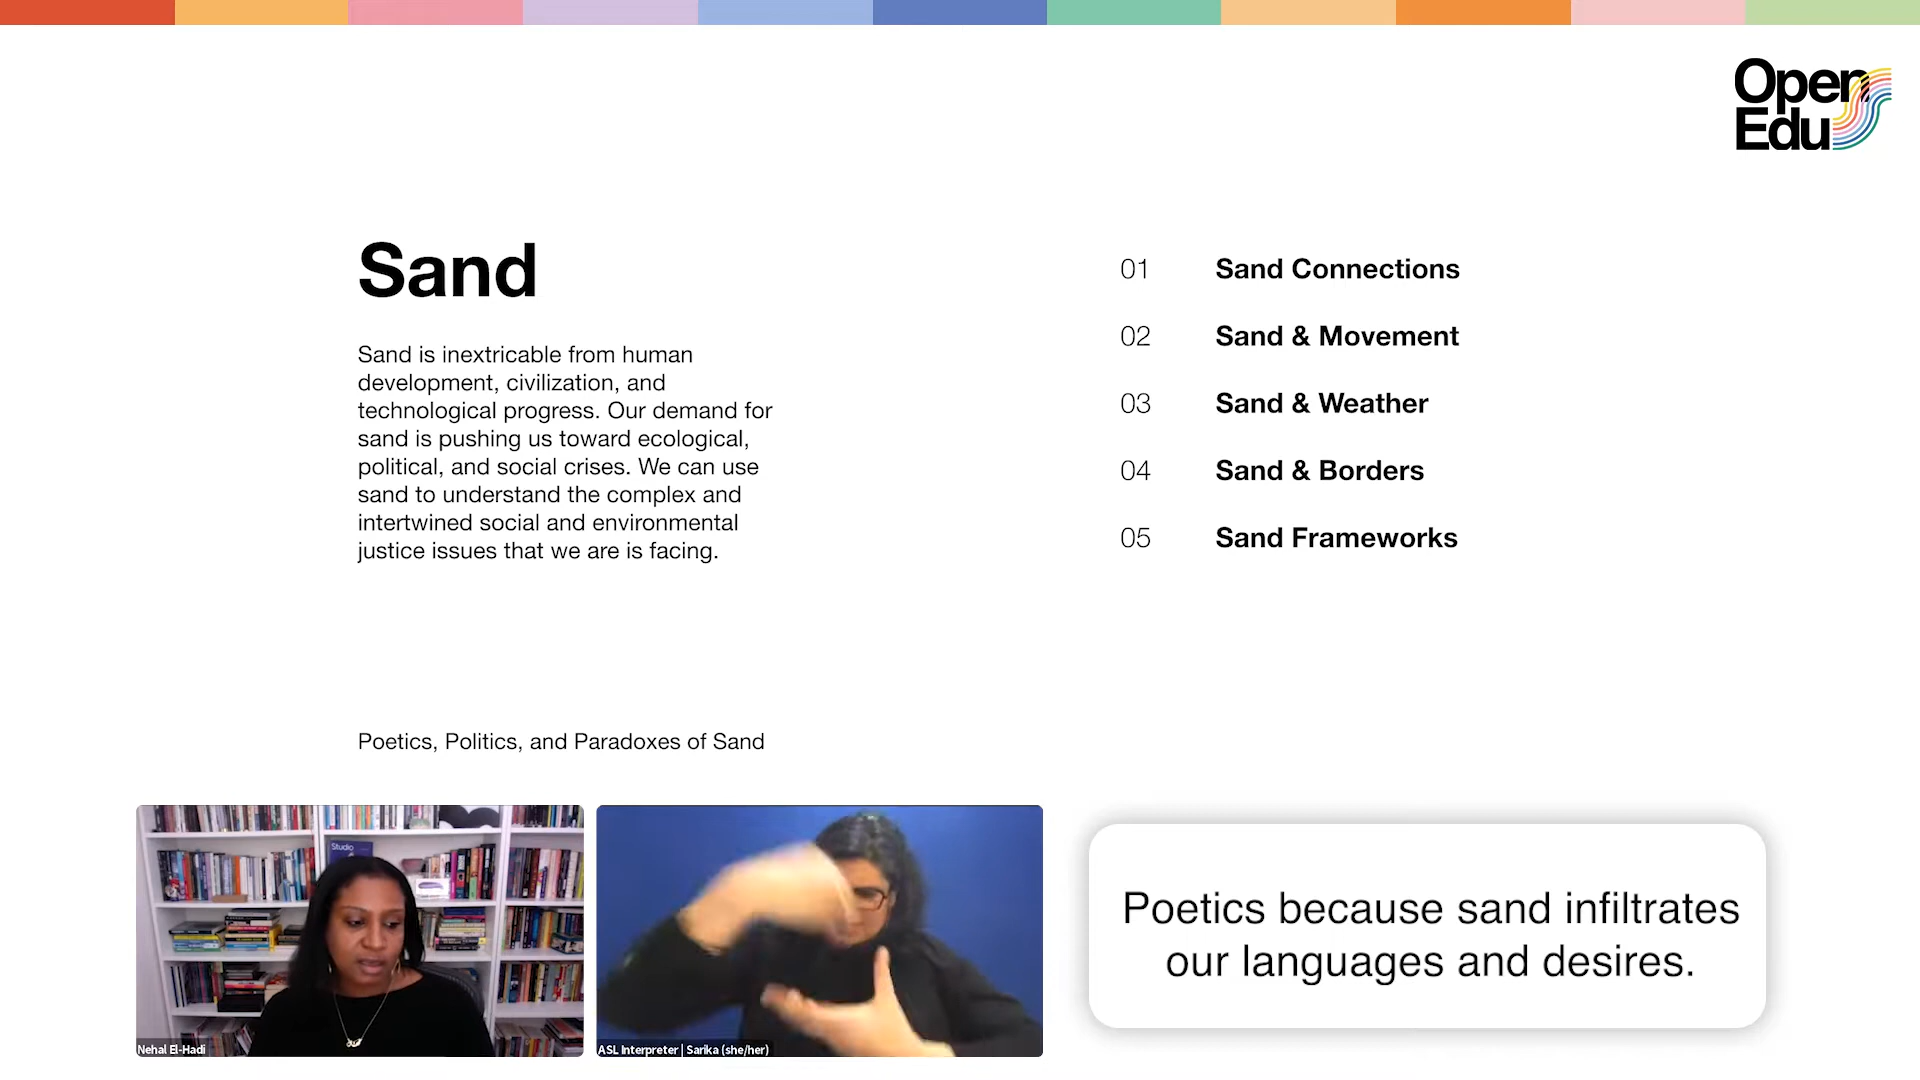 Open
Edu
Sand
Sand is inextricable from human
development, civilization, and
technological progress. Our demand for
sand is pushing us toward ecological,
political, and social crises. We can use
sand to understand the complex and
intertwined social and environmental
justice issues that we are is facing.
Poetics, Politics, and Paradoxes of Sand
01 Sand Connections
02 Sand & Movement
03 Sand & Weather
04 Sand & Borders
05 Sand Frameworks
Studio
Nehal El-Hadi
ASL Interpreter | Sarika (she/her)
Poetics because sand infiltrates
our languages and desires.